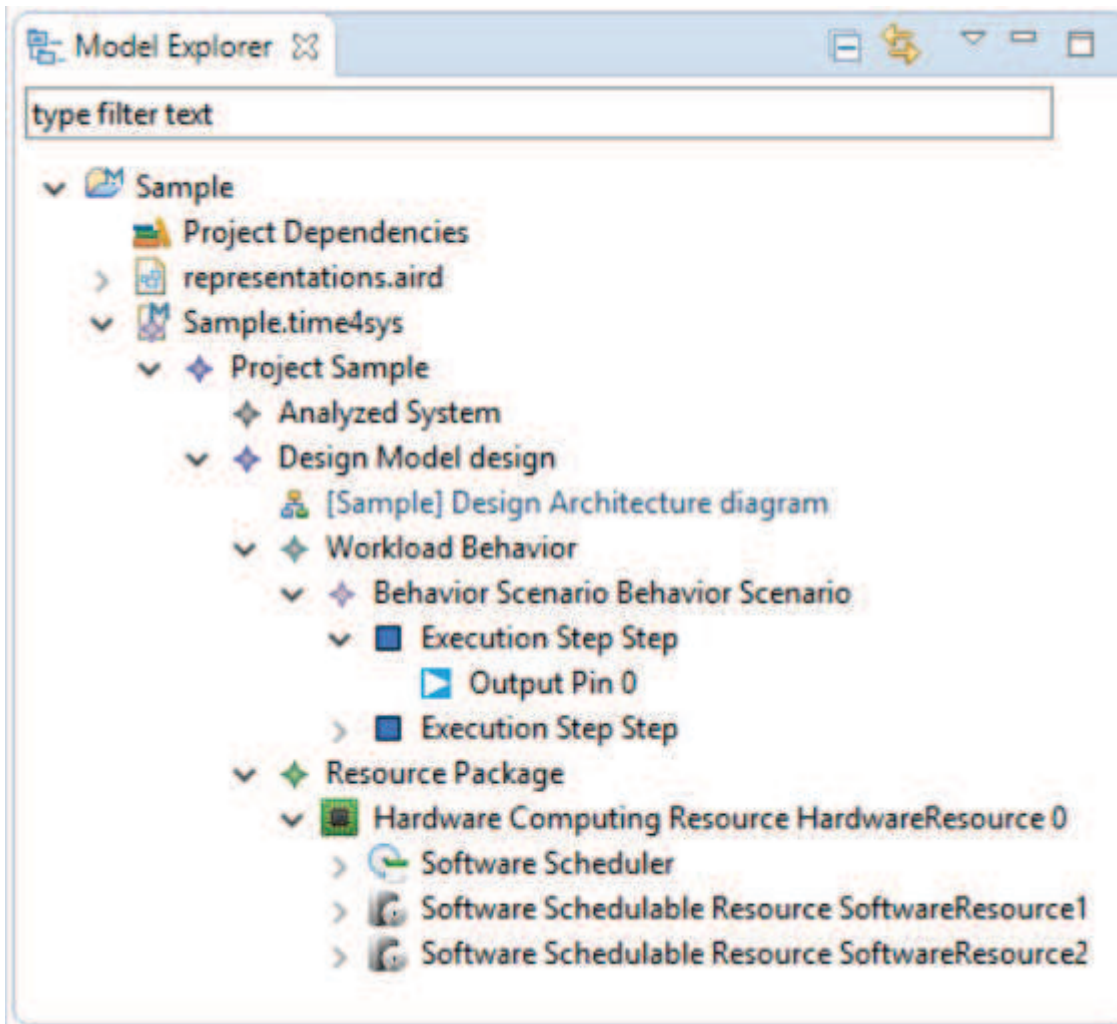 Model Explorer
type filter text
Sample
Project Dependencies
representations.aird
Sample.time4sys
Project Sample
Analyzed System
Design Model design
[Sample] Design Architecture diagram
Workload Behavior
Behavior Scenario Behavior Scenario
Execution Step Step
Output Pin 0
Execution Step Step
Resource Package
Hardware Computing Resource HardwareResource 0
Software Scheduler
Software Schedulable Resource SoftwareResource1
Software Schedulable Resource SoftwareResource2